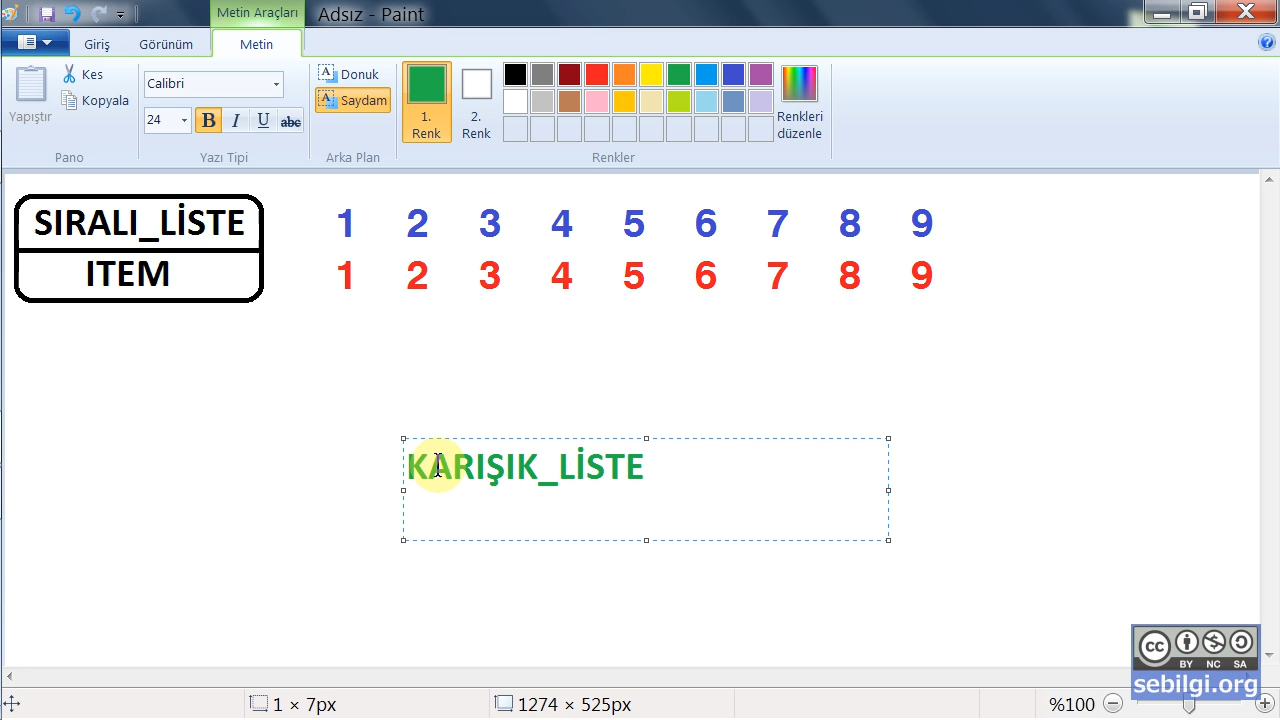 Metin Araçları
Adsız - Paint
Giriş
Görünüm
Metin
Yapıştır
Kes
Kopyala
Pano
Calibri
24
B I U abc
Yazı Tipi
Donuk
Saydam
Arka Plan
1. Renk
2. Renk
Renkler
Renkleri düzenle
SIRALI_LİSTE 1 2 3 4 5 6 7 8 9
ITEM 1 2 3 4 5 6 7 8 9
KARIŞIK_LİSTE
cc BY NC SA
sebilgi.org
1 × 7px
1274 × 525px
%100